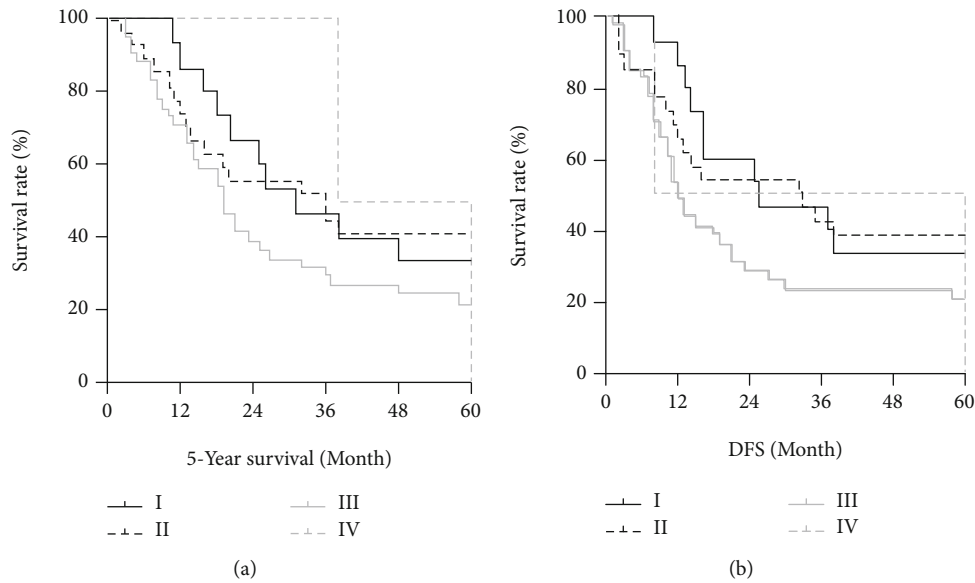 100
80
60
40
20
0
Survival rate (%)
0 12 24 36 48 60
5-Year survival (Month)
I III
II IV
(a)
100
80
60
40
20
0
Survival rate (%)
0 12 24 36 48 60
DFS (Month)
I III
II IV
(b)